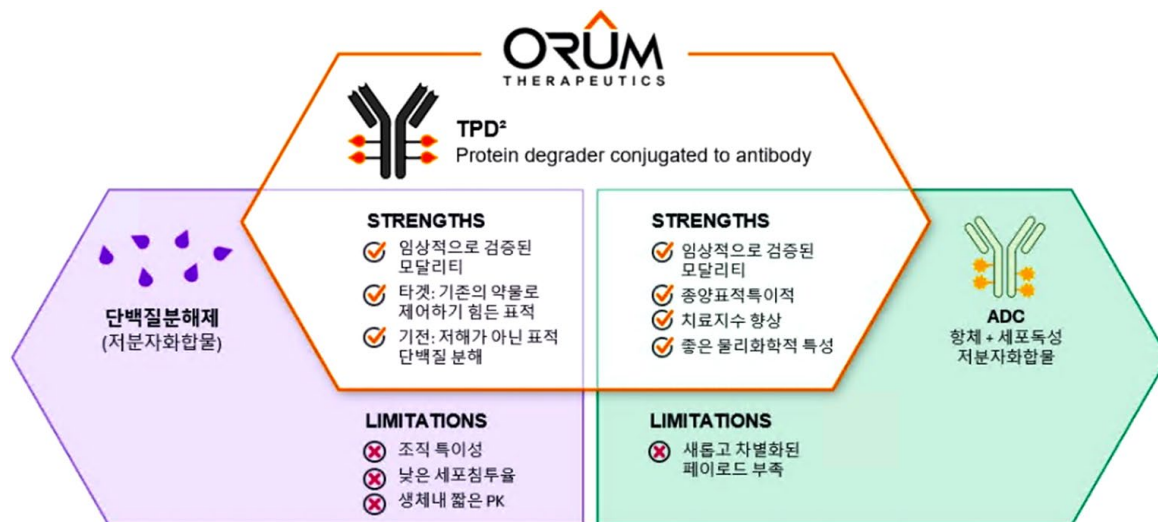 ORUM
THERAPEUTICS
TPD²
Protein degrader conjugated to antibody
단백질분해제
(저분자화합물)
STRENGTHS
임상적으로 검증된
모달리티
타겟: 기존의 약물로
제어하기 힘든 표적
기전: 저해가 아닌 표적
단백질 분해
LIMITATIONS
조직 특이성
낮은 세포침투율
생체내 짧은 PK
STRENGTHS
임상적으로 검증된
모달리티
종양표적특이적
치료지수 향상
좋은 물리화학적 특성
LIMITATIONS
새롭고 차별화된
페이로드 부족
ADC
항체 + 세포독성
저분자화합물